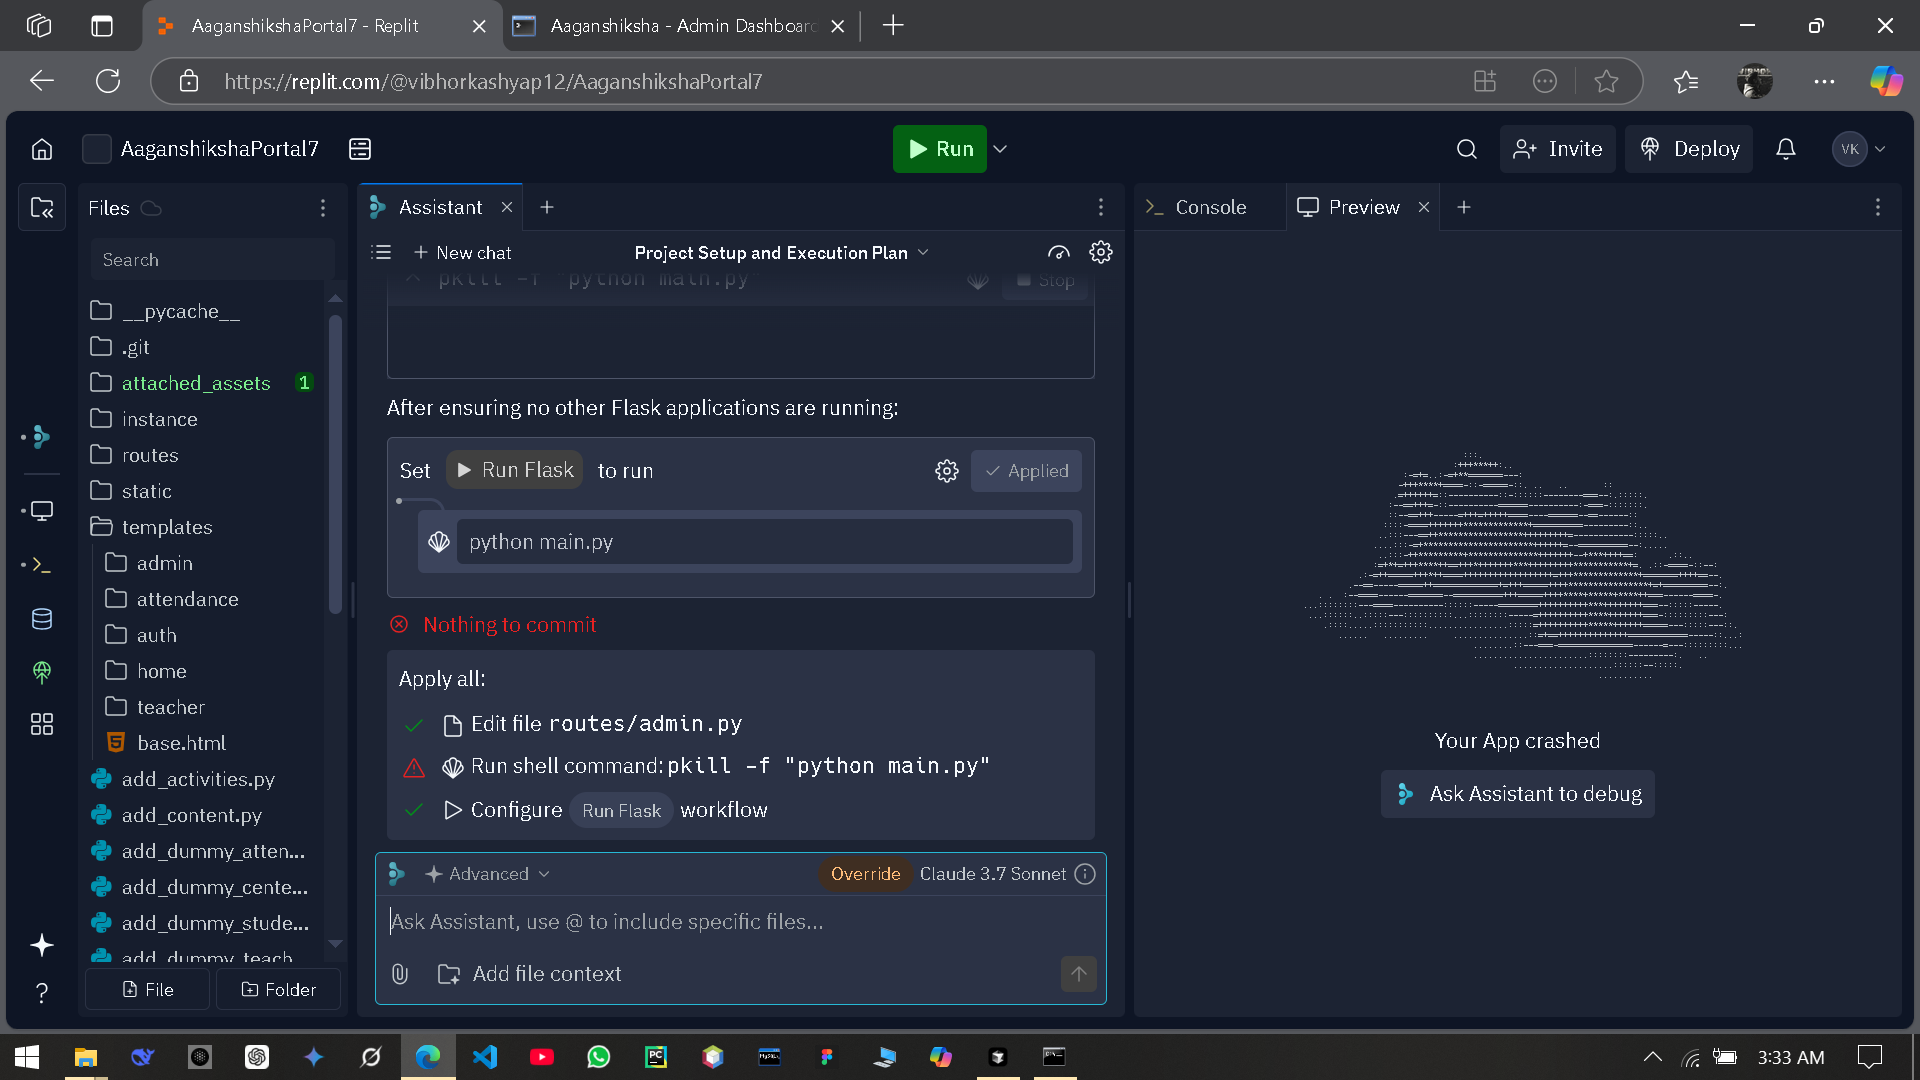 AaganshikshaPortal7 - Replit
Aaganshiksha - Admin Dashboard
https://replit.com/@vibhorkashyap12/AaganshikshaPortal7
AaganshikshaPortal7
Run
Invite
Deploy
VK
Files
Search
__pycache__
.git
attached_assets 1
instance
routes
static
templates
admin
attendance
auth
home
teacher
base.html
add_activities.py
add_content.py
add_dummy_atten...
add_dummy_cente...
add_dummy_stude...
add_dummy_teach
File
Folder
Assistant
New chat
Project Setup and Execution Plan
pkill -f "python main.py"
Stop
After ensuring no other Flask applications are running:
Set Run Flask to run
Applied
python main.py
Nothing to commit
Apply all:
Edit file routes/admin.py
Run shell command: pkill -f "python main.py"
Configure Run Flask workflow
Advanced
Override
Claude 3.7 Sonnet
Ask Assistant, use @ to include specific files...
Add file context
Console
Preview
Your App crashed
Ask Assistant to debug
3:33 AM